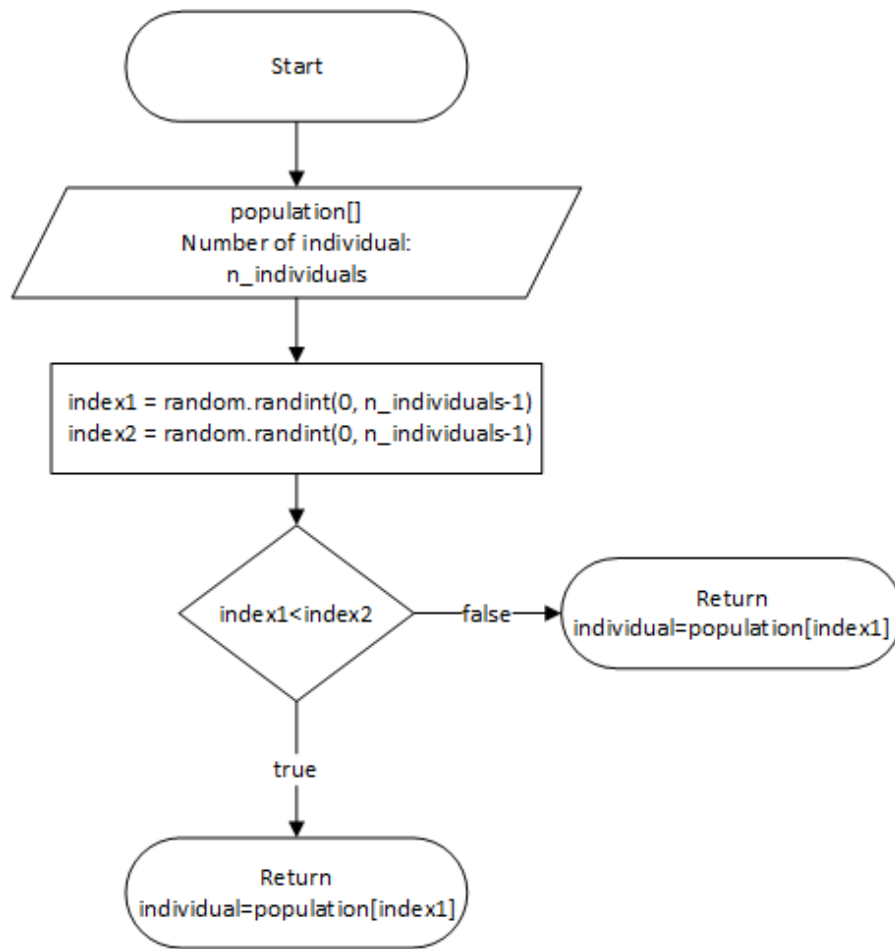 Start
population[]
Number of individual:
n_individuals
index1 = random.randint(0, n_individuals-1)
index2 = random.randint(0, n_individuals-1)
index1<index2
false
Return
individual=population[index1]
true
Return
individual=population[index1]